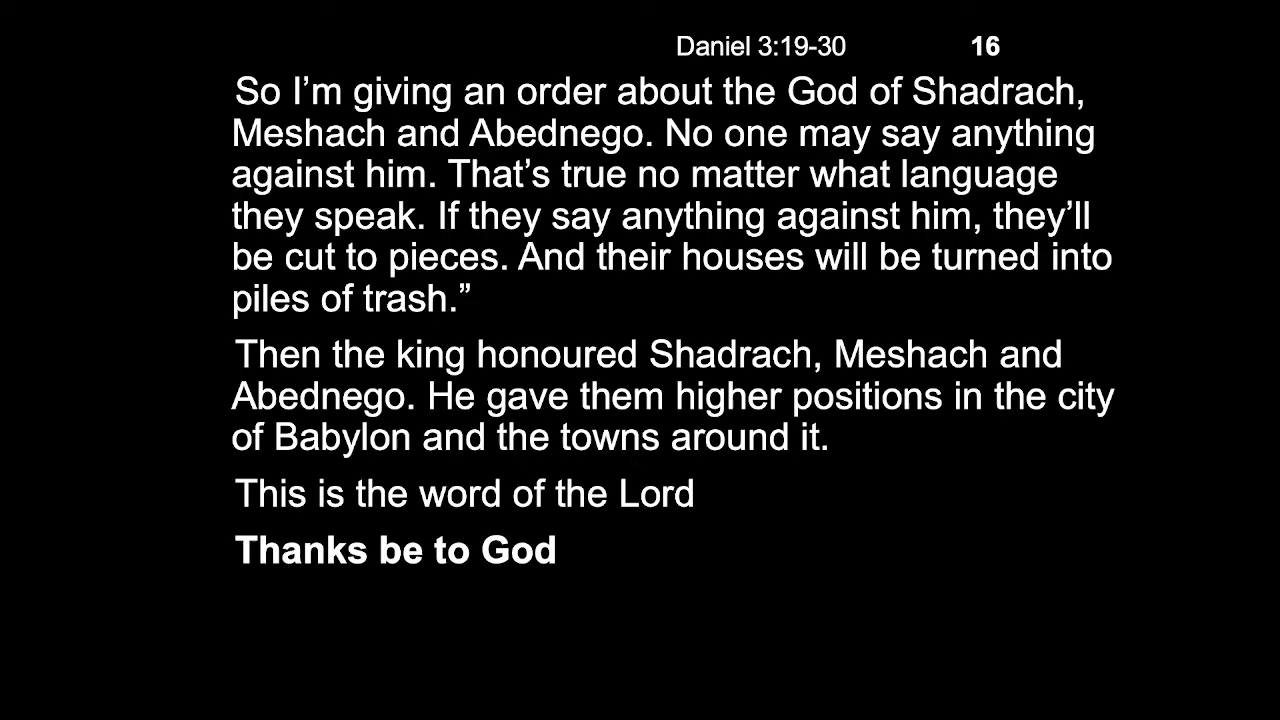 Daniel 3:19-30 16
So I’m giving an order about the God of Shadrach,
Meshach and Abednego. No one may say anything
against him. That’s true no matter what language
they speak. If they say anything against him, they’ll
be cut to pieces. And their houses will be turned into
piles of trash.”
Then the king honoured Shadrach, Meshach and
Abednego. He gave them higher positions in the city
of Babylon and the towns around it.
This is the word of the Lord
Thanks be to God